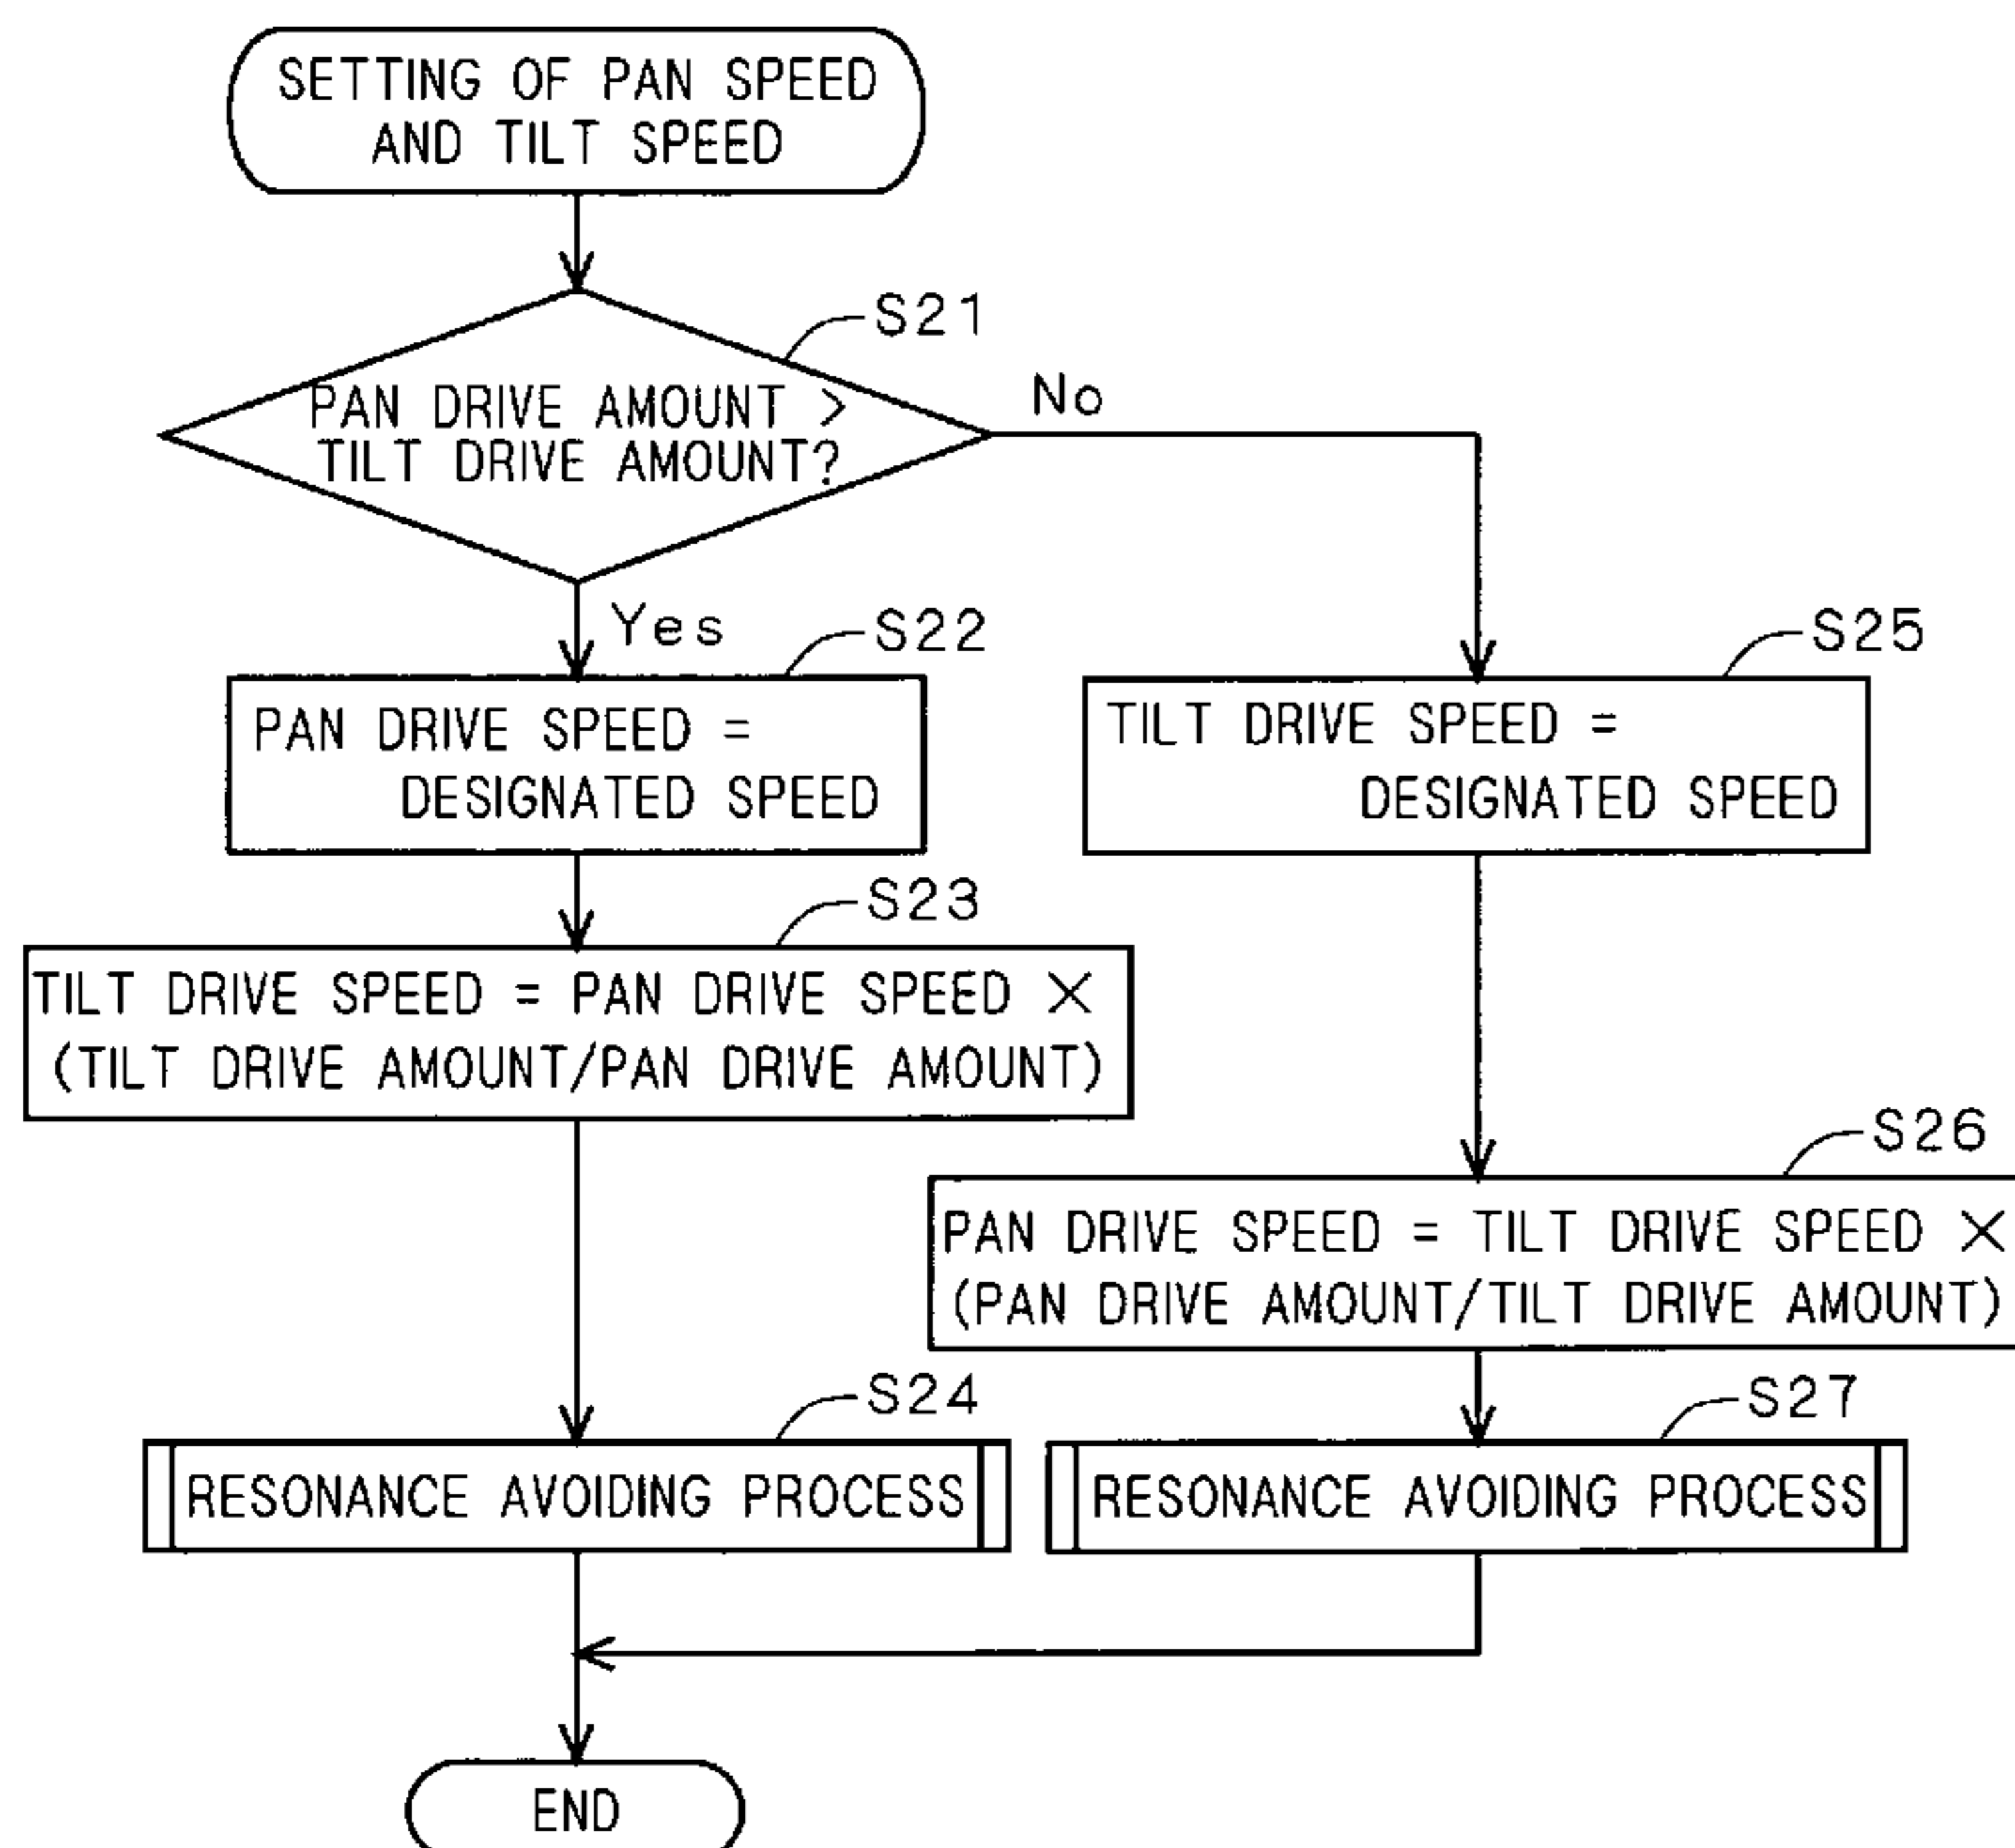 SETTING OF PAN SPEED
AND TILT SPEED
S21
PAN DRIVE AMOUNT >
TILT DRIVE AMOUNT?
No
Yes
S22
PAN DRIVE SPEED =
DESIGNATED SPEED
S25
TILT DRIVE SPEED =
DESIGNATED SPEED
S23
TILT DRIVE SPEED = PAN DRIVE SPEED ×
(TILT DRIVE AMOUNT/PAN DRIVE AMOUNT)
S26
PAN DRIVE SPEED = TILT DRIVE SPEED ×
(PAN DRIVE AMOUNT/TILT DRIVE AMOUNT)
S24
RESONANCE AVOIDING PROCESS
S27
RESONANCE AVOIDING PROCESS
END